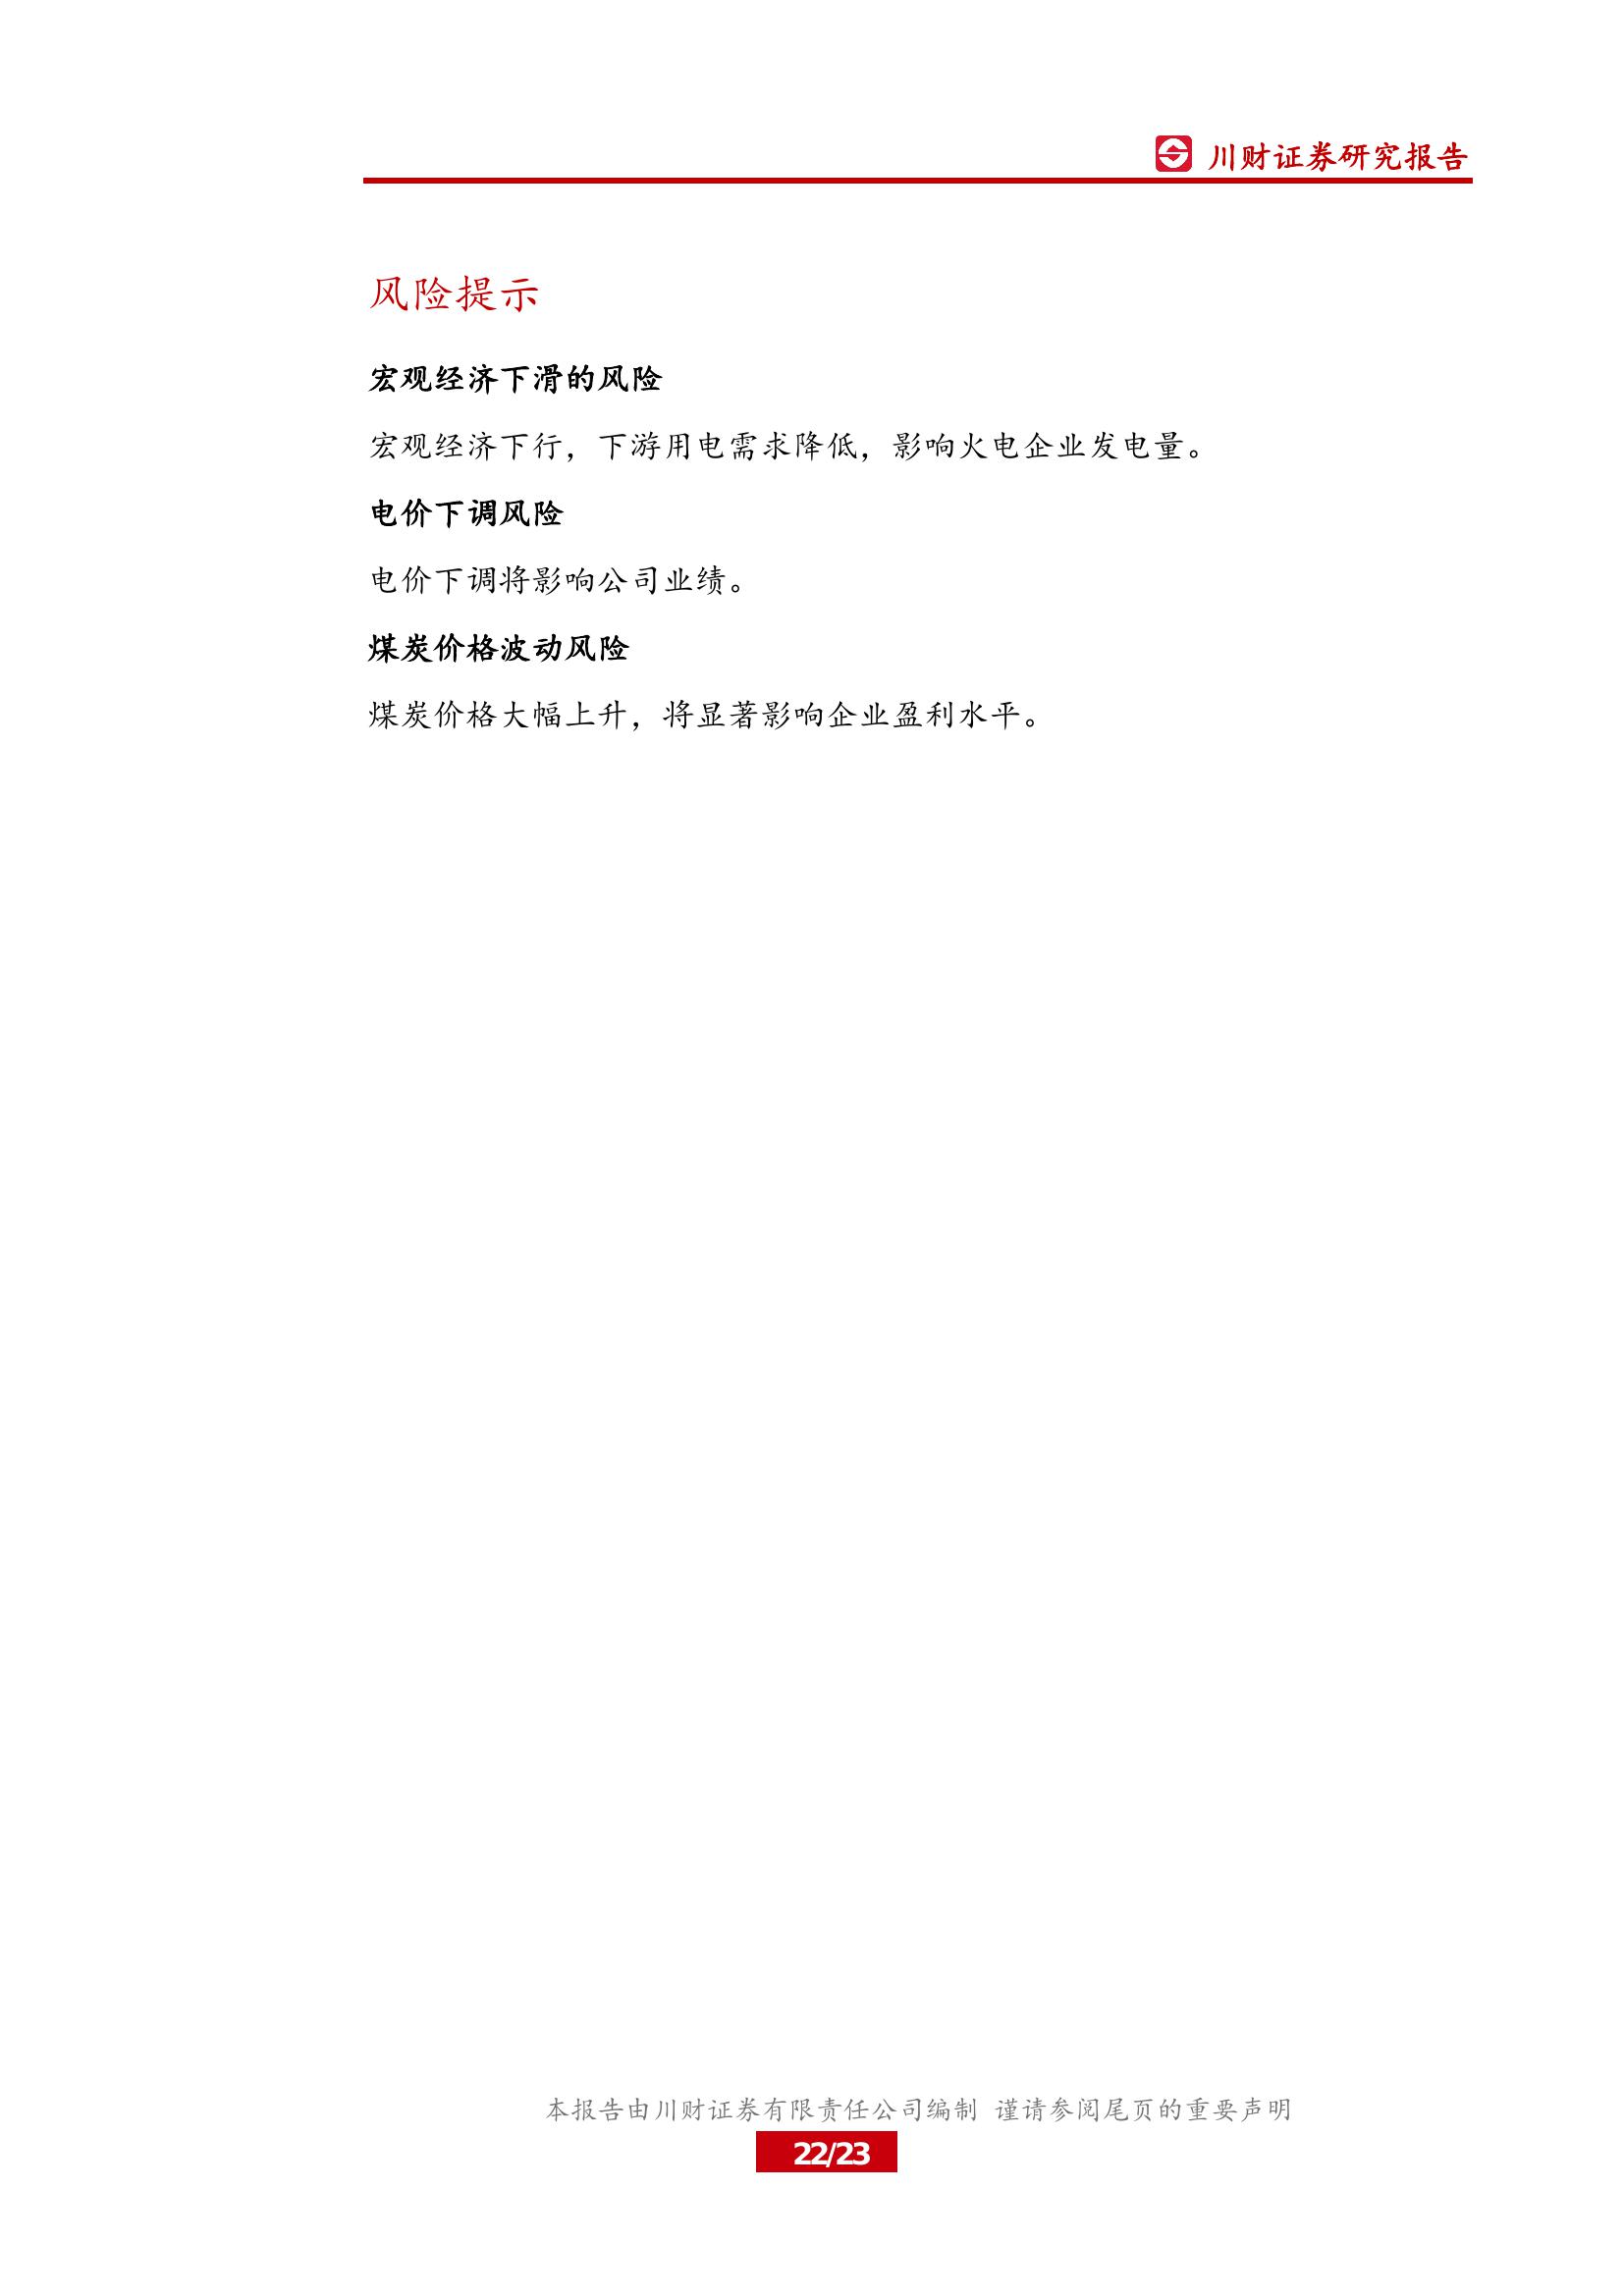 川财证券研究报告
风险提示
宏观经济下滑的风险
宏观经济下行，下游用电需求降低，影响火电企业发电量。
电价下调风险
电价下调将影响公司业绩。
煤炭价格波动风险
煤炭价格大幅上升，将显著影响企业盈利水平。
本报告由川财证券有限责任公司编制 谨请参阅尾页的重要声明
22/23